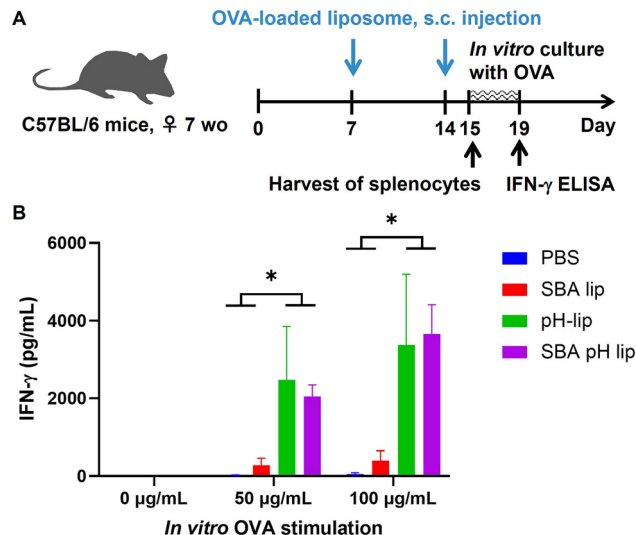 A
OVA-loaded liposome, s.c. injection
In vitro culture
with OVA
C57BL/6 mice, ♀ 7 wo
0 7 14 15 19 Day
Harvest of splenocytes IFN-γ ELISA
B
*
*
IFN-γ (pg/mL)
6000
4000
2000
0
PBS
SBA lip
pH-lip
SBA pH lip
0 µg/mL 50 µg/mL 100 µg/mL
In vitro OVA stimulation